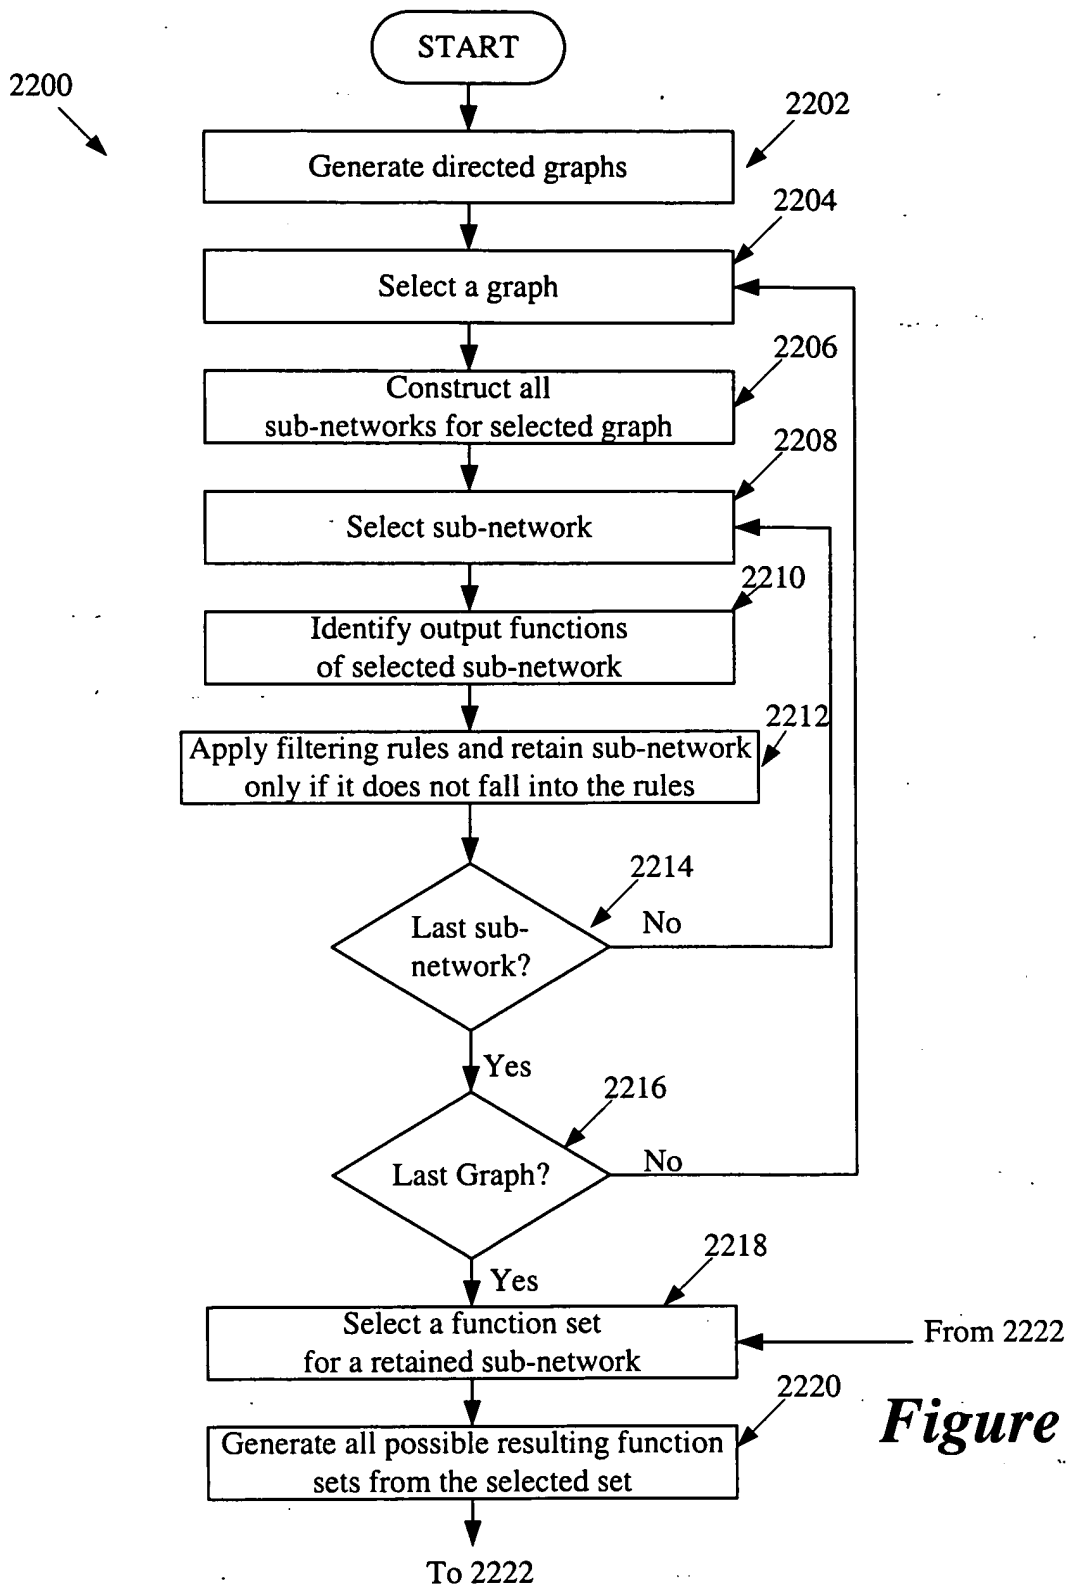 START
2200
2202
Generate directed graphs
2204
Select a graph
2206
Construct all
sub-networks for selected graph
2208
Select sub-network
2210
Identify output functions
of selected sub-network
2212
Apply filtering rules and retain sub-network
only if it does not fall into the rules
2214
Last sub-
network?
No
Yes
2216
Last Graph?
No
2218
Yes
Select a function set
for a retained sub-network
From 2222
2220
Figure
Generate all possible resulting function
sets from the selected set
To 2222